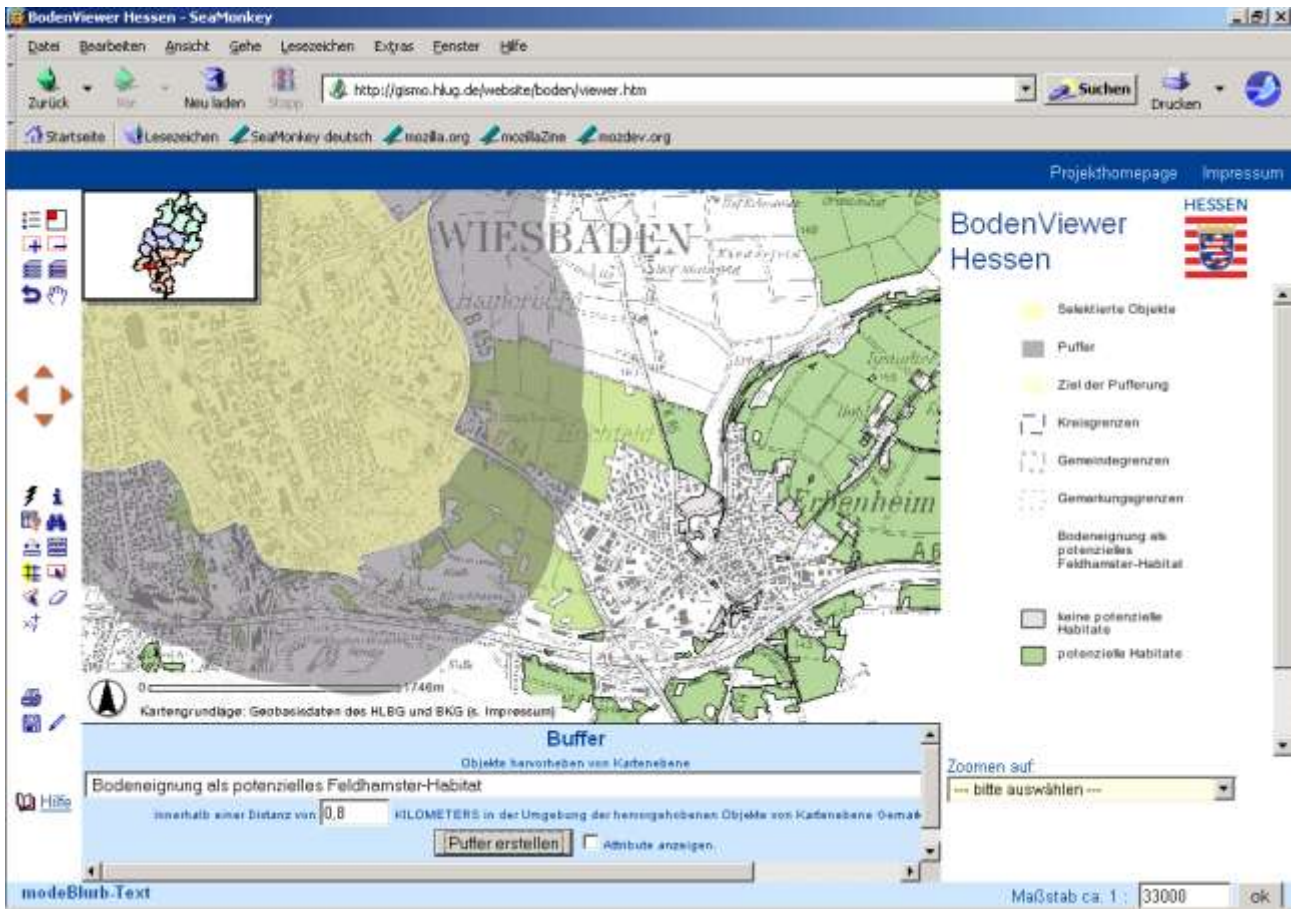 BodenViewer Hessen - SeaMonkey
Datei Bearbeiten Ansicht Gehe Lesezeichen Extras Fenster Hilfe
Zurück Vor Neu laden Stopp http://gismo.hlug.de/website/boden/viewer.htm Suchen Drucken
Startseite Lesezeichen SeaMonkey deutsch mozilla.org mozillaZine mozdev.org
Projekthomepage Impressum
HESSEN
BodenViewer
Hessen
WIESBADEN
Erbenheim
Selektierte Objekte
Puffer
Ziel der Pufferung
Kreisgrenzen
Gemeindegrenzen
Gemarkungsgrenzen
Bodeneignung als
potenzielles
Feldhamster-Habitat
keine potenzielle
Habitate
potenzielle Habitate
0 1746m
Kartengrundlage: Geobasisdaten des HLBG und BKG (s. Impressum)
Buffer
Objekte hervorheben von Kartenebene
Bodeneignung als potenzielles Feldhamster-Habitat
innerhalb einer Distanz von 0,8 KILOMETERS in der Umgebung der hervorgehobenen Objekte von Kartenebene Gemar
Puffer erstellen Attribute anzeigen.
Zoomen auf:
--- bitte auswählen ---
Hilfe
modeBlurb-Text
Maßstab ca. 1 : 33000 ok